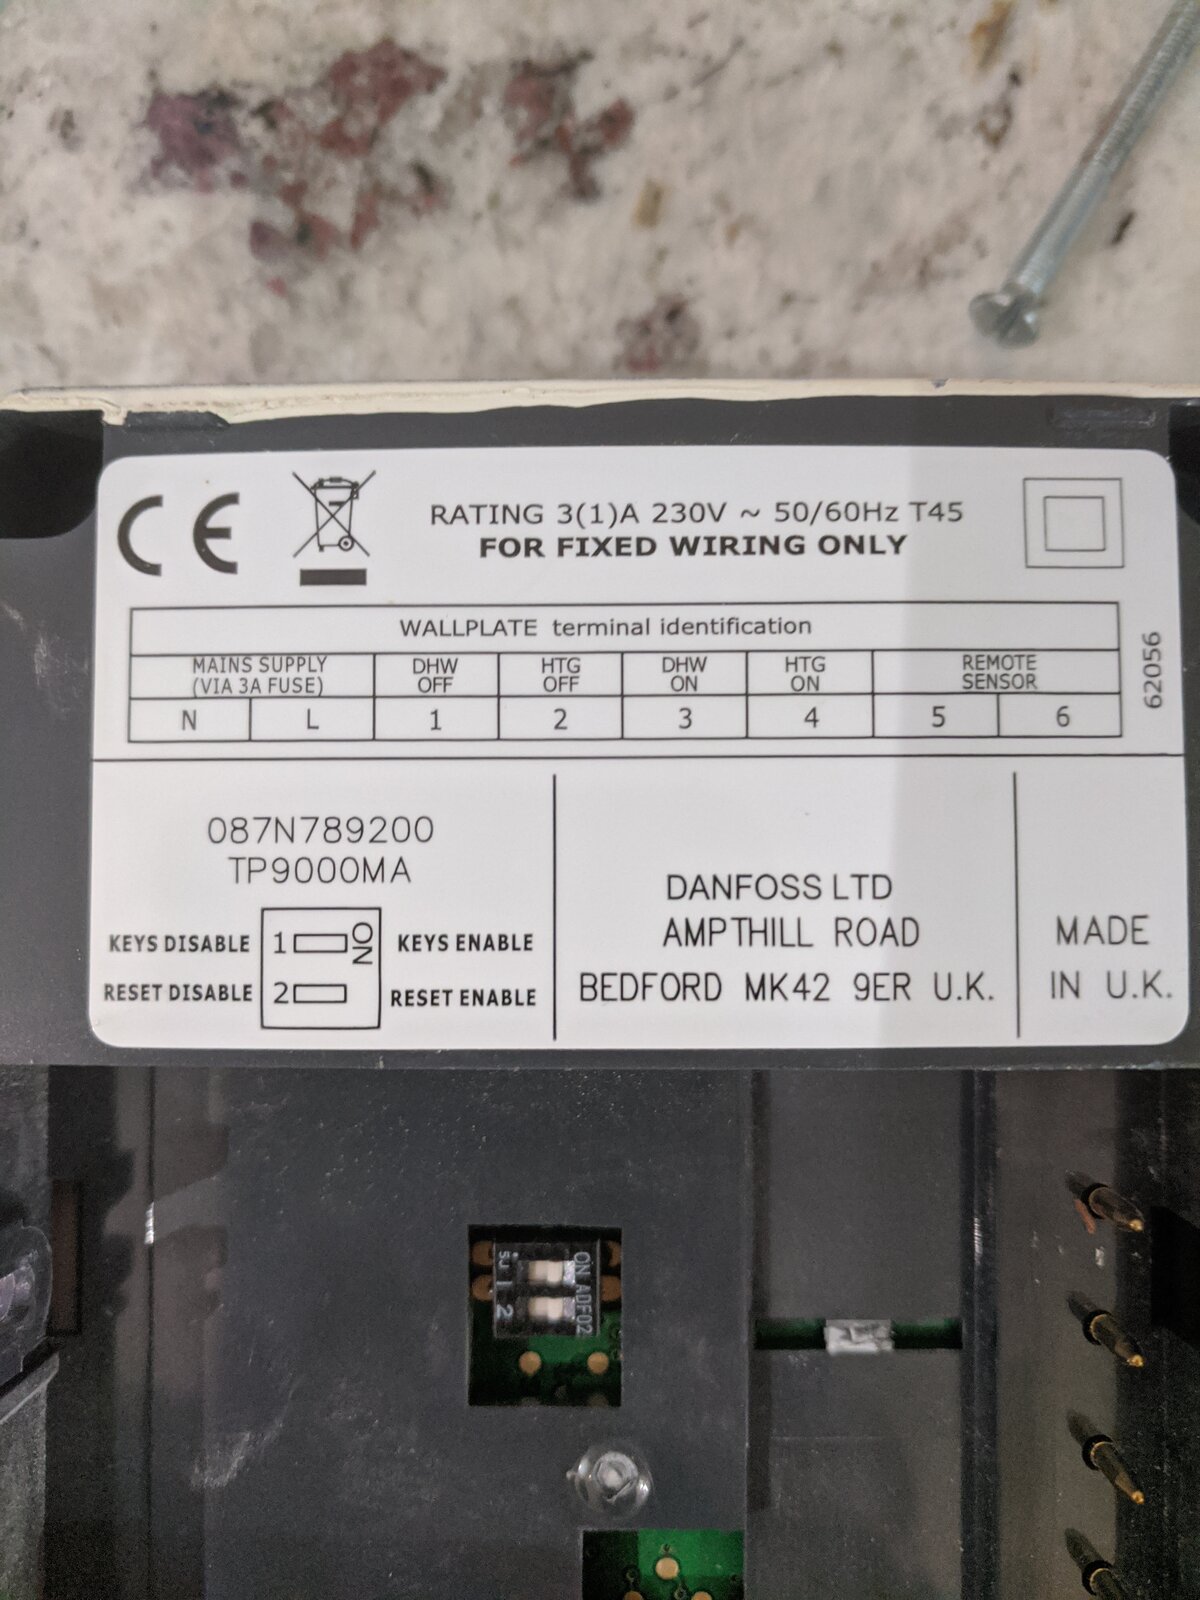 CE
RATING 3(1)A 230V ~ 50/60Hz T45
FOR FIXED WIRING ONLY
WALLPLATE terminal identification
MAINS SUPPLY (VIA 3A FUSE)
DHW OFF
HTG OFF
DHW ON
HTG ON
REMOTE SENSOR
N L 1 2 3 4 5 6
62056
087N789200
TP9000MA
KEYS DISABLE 1 ON KEYS ENABLE
RESET DISABLE 2 RESET ENABLE
DANFOSS LTD
AMPTHILL ROAD
BEDFORD MK42 9ER U.K.
MADE
IN U.K.
ON ADF02
1 2